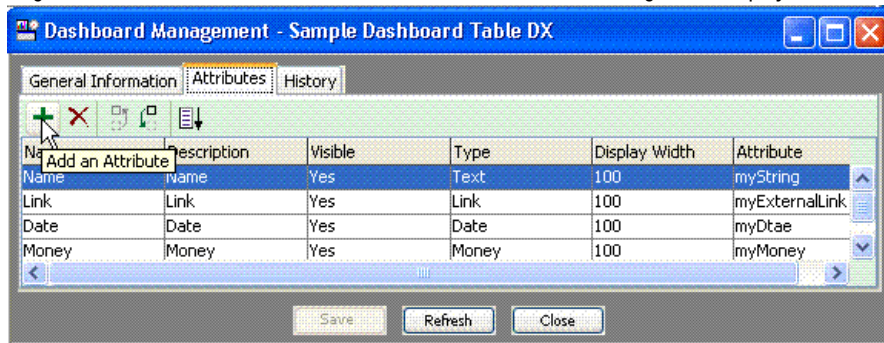 Dashboard Management - Sample Dashboard Table DX
General Information Attributes History
Na Description Visible Type Display Width Attribute
Add an Attribute
Name Name Yes Text 100 myString
Link Link Yes Link 100 myExternalLink
Date Date Yes Date 100 myDtae
Money Money Yes Money 100 myMoney
Save Refresh Close